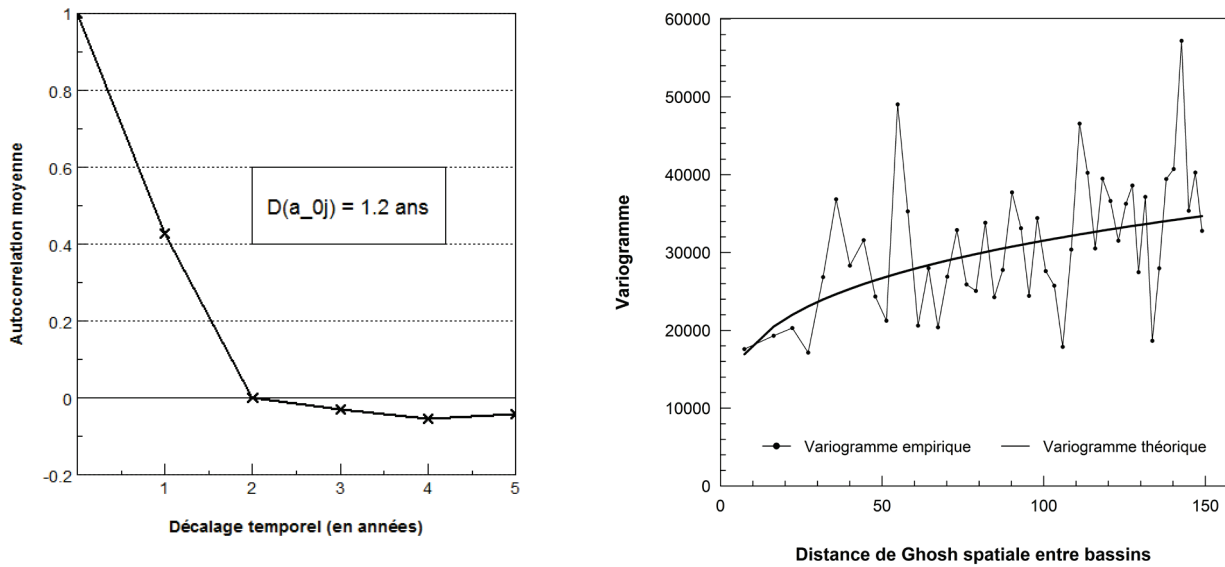 1
0.8
0.6
0.4
0.2
0
-0.2
Autocorrelation moyenne
D(a_0j) = 1.2 ans
1 2 3 4 5
Décalage temporel (en années)
60000
50000
40000
30000
20000
10000
0
Variogramme
Variogramme empirique
Variogramme théorique
0 50 100 150
Distance de Ghosh spatiale entre bassins